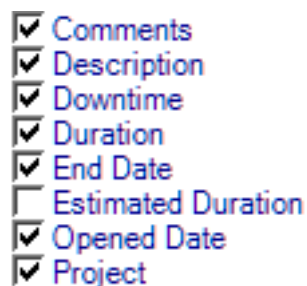 Comments
Description
Downtime
Duration
End Date
Estimated Duration
Opened Date
Project